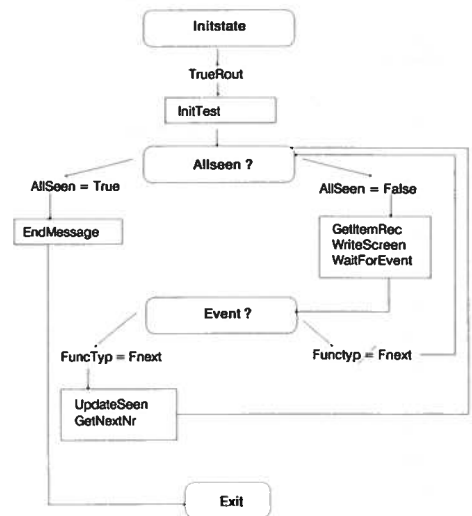 Initstate
TrueRout
InitTest
Allseen ?
AllSeen = True
AllSeen = False
EndMessage
GetItemRec
WriteScreen
WaitForEvent
Event ?
FuncTyp = Fnext
Functyp = Fnext
UpdateSeen
GetNextNr
Exit